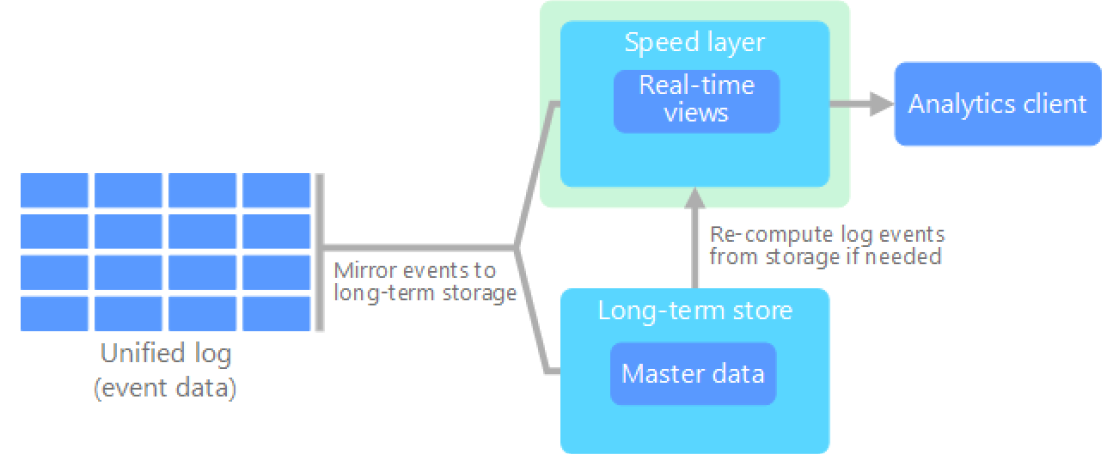 Speed layer
Real-time
views
Analytics client
Mirror events to
long-term storage
Re-compute log events
from storage if needed
Unified log
(event data)
Long-term store
Master data